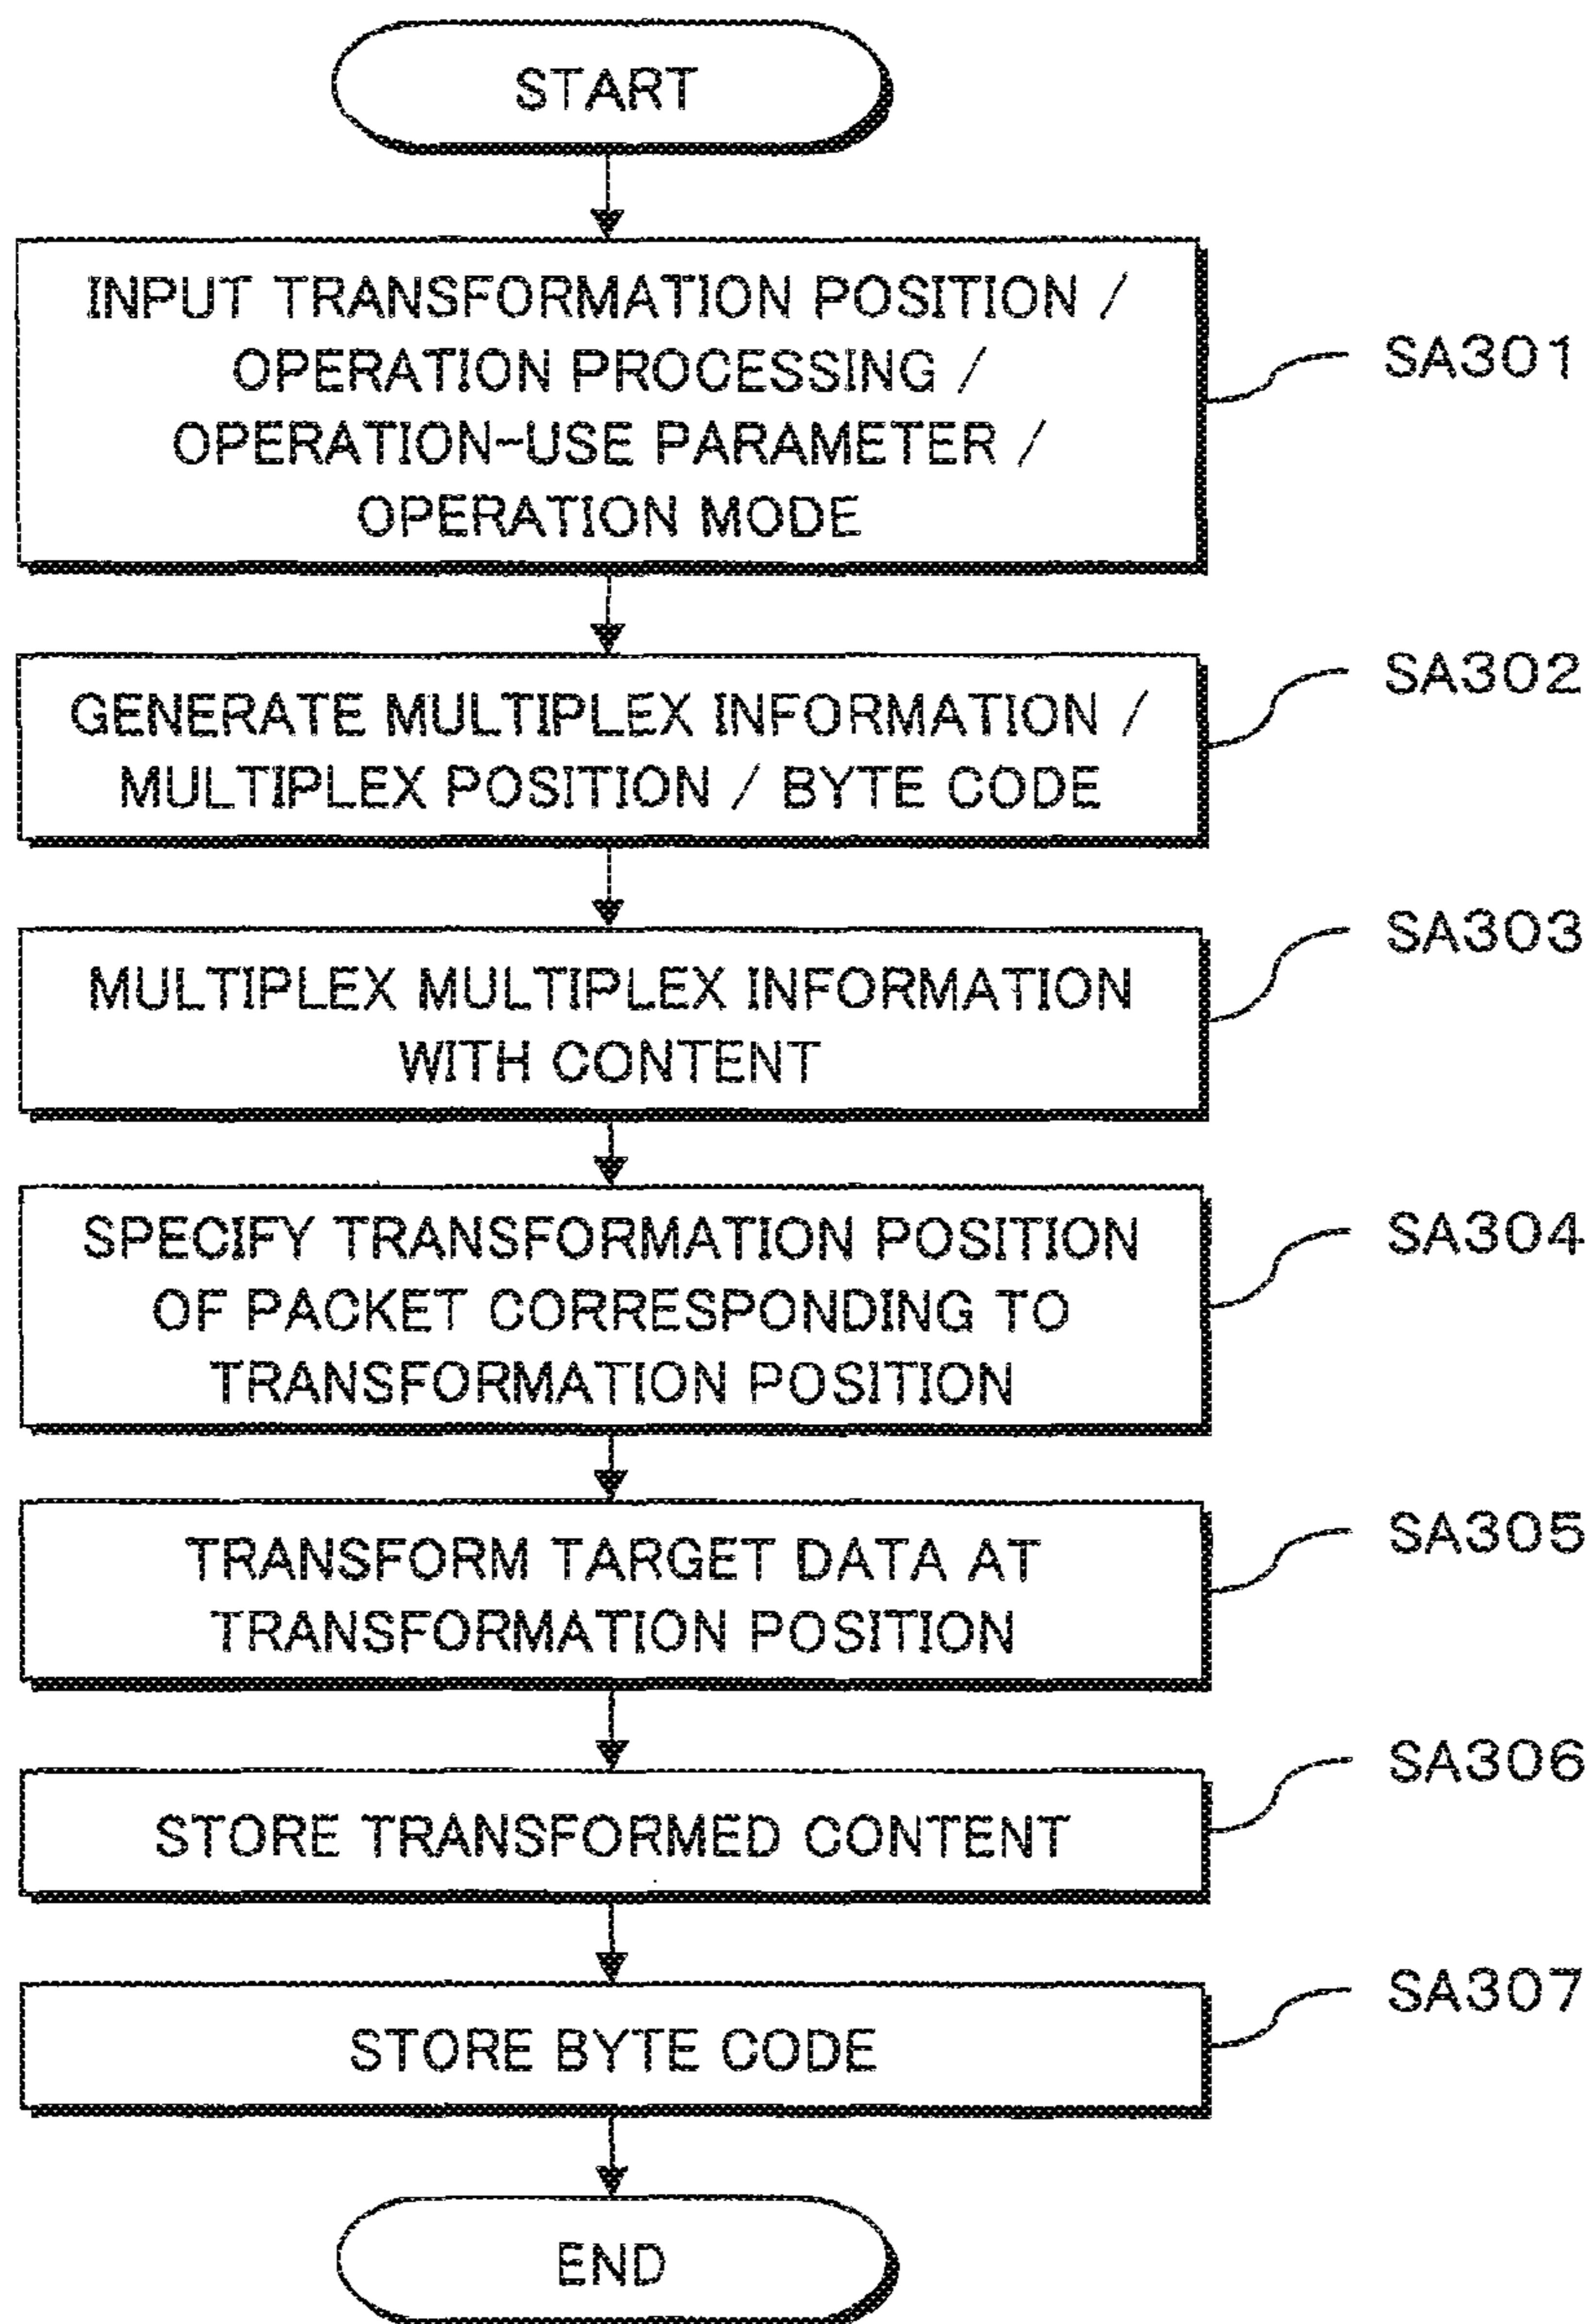 START
INPUT TRANSFORMATION POSITION /
OPERATION PROCESSING /
OPERATION-USE PARAMETER /
OPERATION MODE
SA301
GENERATE MULTIPLEX INFORMATION /
MULTIPLEX POSITION / BYTE CODE
SA302
MULTIPLEX MULTIPLEX INFORMATION
WITH CONTENT
SA303
SPECIFY TRANSFORMATION POSITION
OF PACKET CORRESPONDING TO
TRANSFORMATION POSITION
SA304
TRANSFORM TARGET DATA AT
TRANSFORMATION POSITION
SA305
STORE TRANSFORMED CONTENT
SA306
STORE BYTE CODE
SA307
END